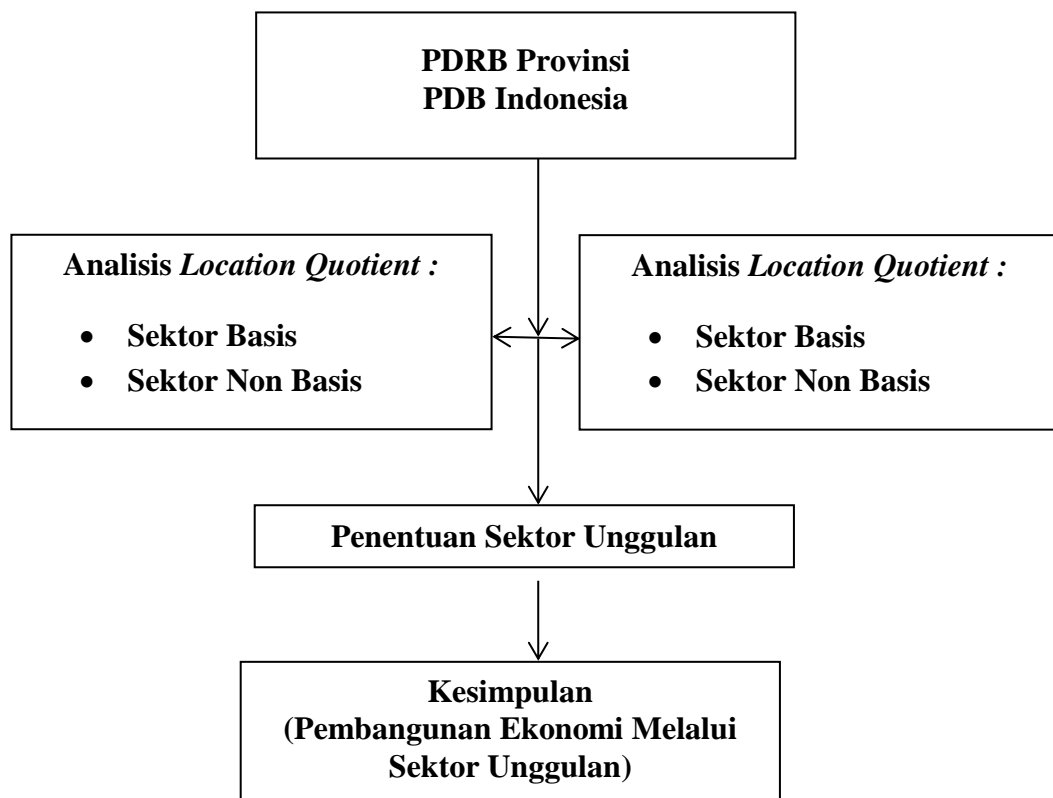 PDRB Provinsi
PDB Indonesia
Analisis Location Quotient :
• Sektor Basis
• Sektor Non Basis
Analisis Location Quotient :
• Sektor Basis
• Sektor Non Basis
Penentuan Sektor Unggulan
Kesimpulan
(Pembangunan Ekonomi Melalui
Sektor Unggulan)